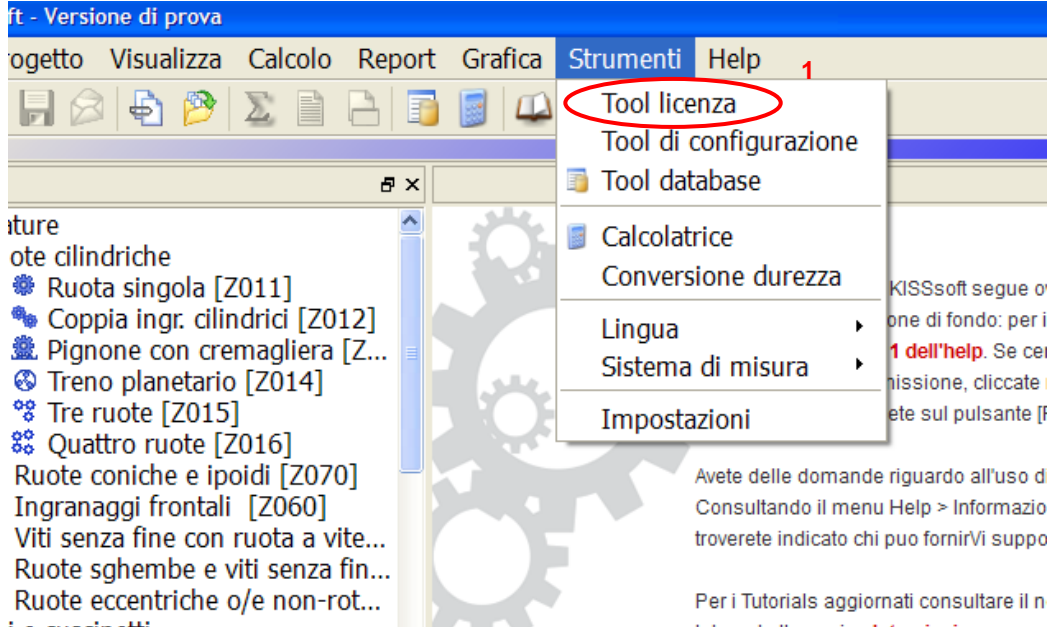 ft - Versione di prova
rogetto Visualizza Calcolo Report Grafica Strumenti Help
1
Tool licenza
Tool di configurazione
Tool database
Calcolatrice
Conversione durezza
Lingua
Sistema di misura
Impostazioni
ature
ote cilindriche
Ruota singola [Z011]
Coppia ingr. cilindrici [Z012]
Pignone con cremagliera [Z...
Treno planetario [Z014]
Tre ruote [Z015]
Quattro ruote [Z016]
Ruote coniche e ipoidi [Z070]
Ingranaggi frontali [Z060]
Viti senza fine con ruota a vite...
Ruote sghembe e viti senza fin...
Ruote eccentriche o/e non-rot...
KISSsoft segue ov
one di fondo: per i
1 dell'help. Se cer
nissione, cliccate
ete sul pulsante [F
Avete delle domande riguardo all'uso di
Consultando il menu Help > Informazio
troverete indicato chi puo fornirVi suppo
Per i Tutorials aggiornati consultare il n